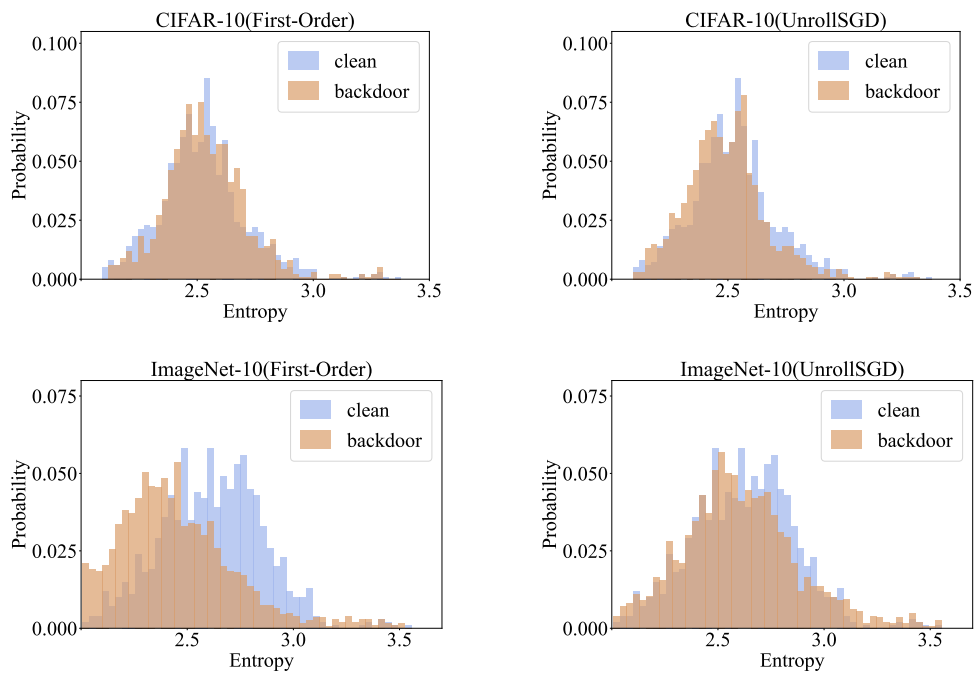 CIFAR-10(First-Order)
0.100
0.075
0.050
0.025
0.000
Probability
clean
backdoor
2.5 3.0 3.5
Entropy
CIFAR-10(UnrollSGD)
0.100
0.075
0.050
0.025
0.000
Probability
clean
backdoor
2.5 3.0 3.5
Entropy
ImageNet-10(First-Order)
0.075
0.050
0.025
0.000
Probability
clean
backdoor
2.5 3.0 3.5
Entropy
ImageNet-10(UnrollSGD)
0.075
0.050
0.025
0.000
Probability
clean
backdoor
2.5 3.0 3.5
Entropy